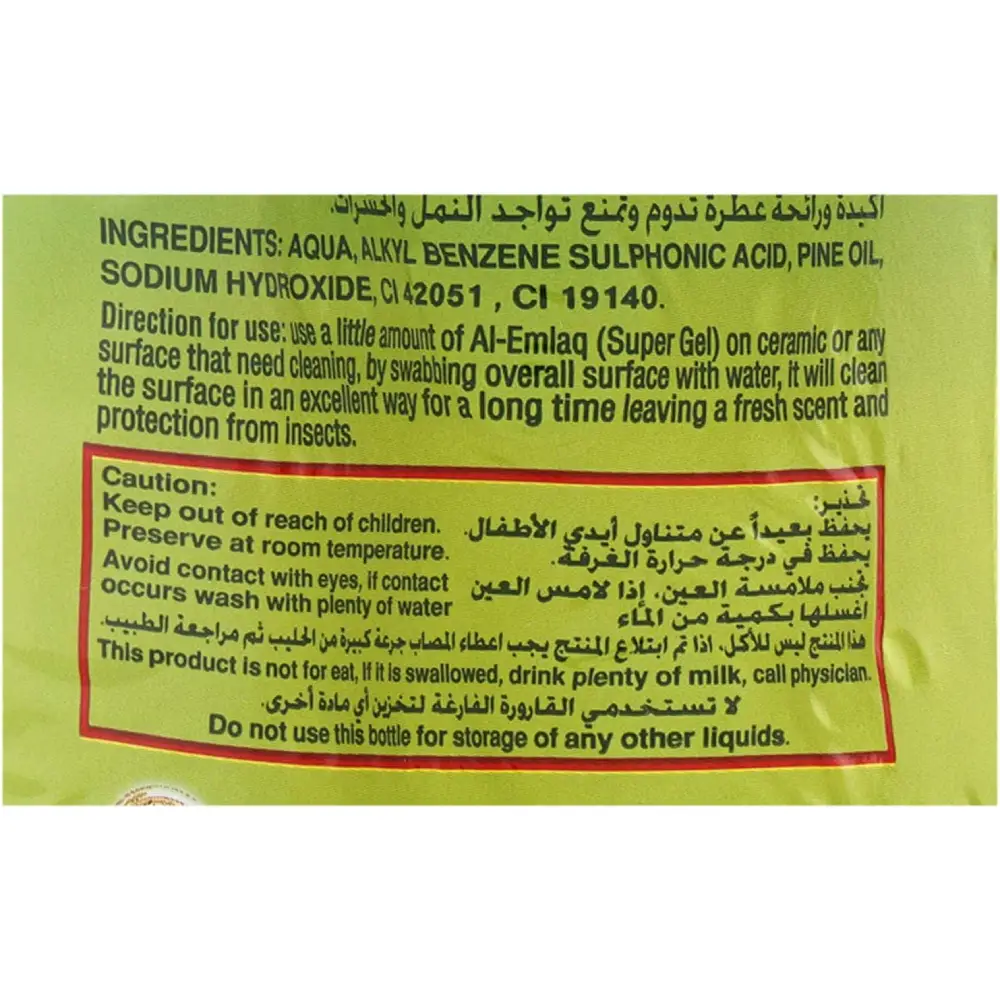 أكيدة ورائحة عطرة تدوم وتمنع تواجد النمل والحشرات.
INGREDIENTS: AQUA, ALKYL BENZENE SULPHONIC ACID, PINE OIL,
SODIUM HYDROXIDE, CI 42051 , CI 19140.
Direction for use: use a little amount of Al-Emlaq (Super Gel) on ceramic or any
surface that need cleaning, by swabbing overall surface with water, it will clean
the surface in an excellent way for a long time leaving a fresh scent and
protection from insects.
Caution:
Keep out of reach of children.
Preserve at room temperature.
Avoid contact with eyes, if contact
occurs wash with plenty of water
تحذير:
يحفظ بعيداً عن متناول أيدي الأطفال.
يحفظ في درجة حرارة الغرفة.
تجنب ملامسة العين. إذا لامس العين
اغسلها بكمية من الماء
هذا المنتج ليس للأكل. اذا تم ابتلاع المنتج يجب اعطاء المصاب جرعة كبيرة من الحليب ثم مراجعة الطبيب.
This product is not for eat, If it is swallowed, drink plenty of milk, call physician.
لا تستخدمي القارورة الفارغة لتخزين أي مادة أخرى.
Do not use this bottle for storage of any other liquids.